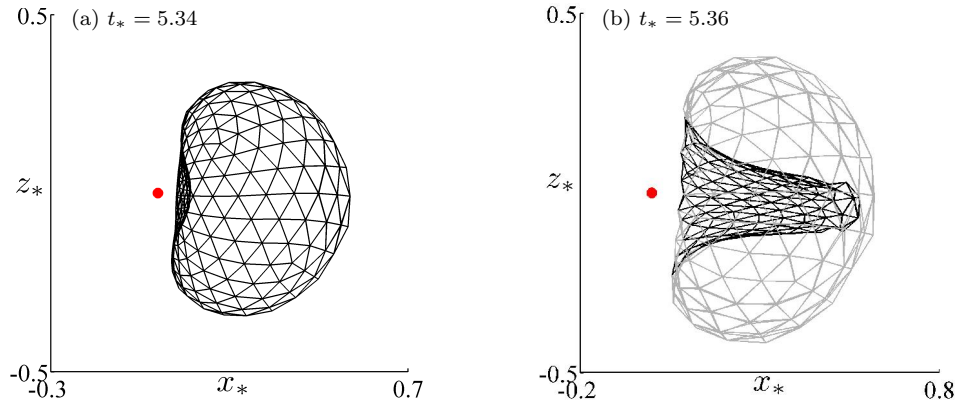 0.5 (a) t∗ = 5.34
z∗
-0.5
-0.3 x∗ 0.7
0.5 (b) t∗ = 5.36
z∗
-0.5
-0.2 x∗ 0.8